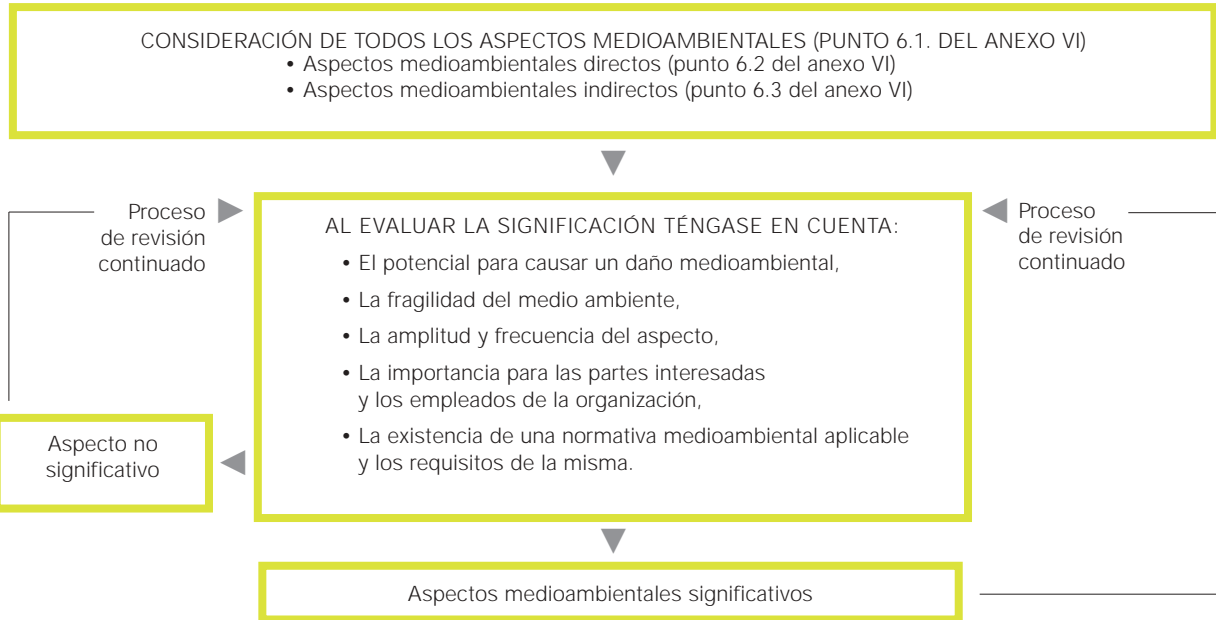 CONSIDERACIÓN DE TODOS LOS ASPECTOS MEDIOAMBIENTALES (PUNTO 6.1. DEL ANEXO VI)
• Aspectos medioambientales directos (punto 6.2 del anexo VI)
• Aspectos medioambientales indirectos (punto 6.3 del anexo VI)
Proceso
de revisión
continuado
AL EVALUAR LA SIGNIFICACIÓN TÉNGASE EN CUENTA:
• El potencial para causar un daño medioambiental,
• La fragilidad del medio ambiente,
• La amplitud y frecuencia del aspecto,
• La importancia para las partes interesadas
y los empleados de la organización,
• La existencia de una normativa medioambiental aplicable
y los requisitos de la misma.
Proceso
de revisión
continuado
Aspecto no
significativo
Aspectos medioambientales significativos